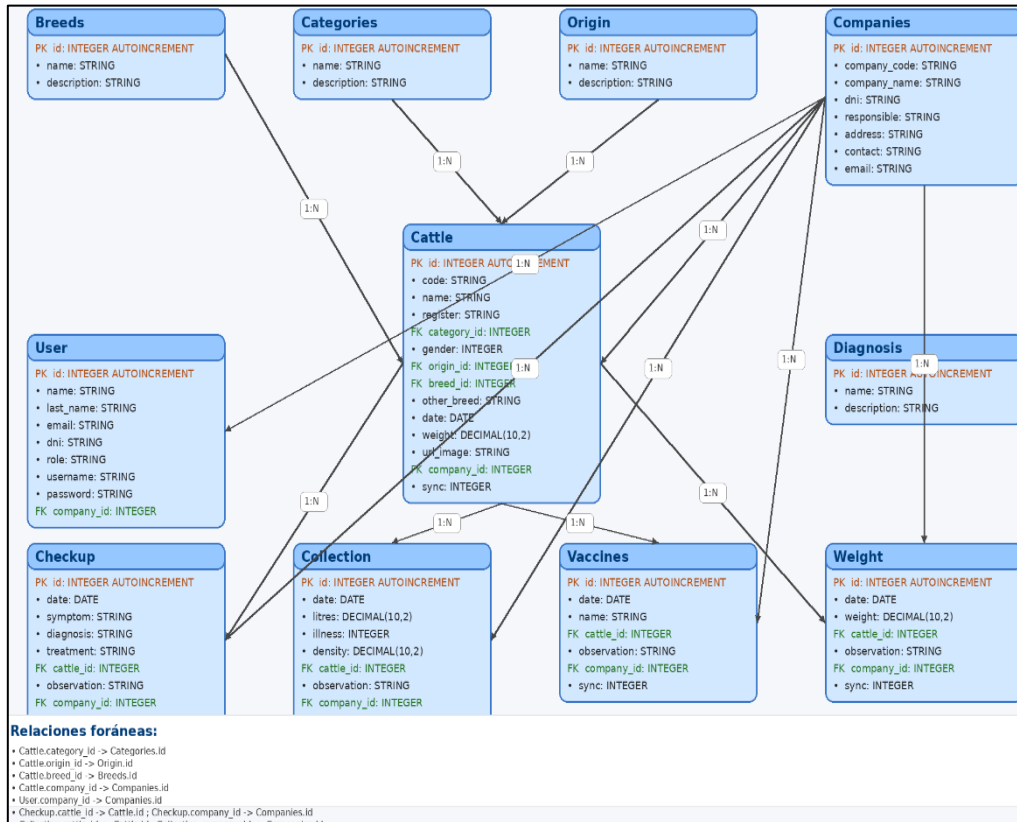 Breeds
PK id: INTEGER AUTOINCREMENT
• name: STRING
• description: STRING
Categories
PK id: INTEGER AUTOINCREMENT
• name: STRING
• description: STRING
Origin
PK id: INTEGER AUTOINCREMENT
• name: STRING
• description: STRING
Companies
PK id: INTEGER AUTOINCREMENT
• company_code: STRING
• company_name: STRING
• dni: STRING
• responsible: STRING
• address: STRING
• contact: STRING
• email: STRING
1:N
1:N
1:N
1:N
Cattle
PK id: INTEGER AUTOINCREMENT
• code: STRING
• name: STRING
• register: STRING
FK category_id: INTEGER
• gender: INTEGER
FK origin_id: INTEGER
FK breed_id: INTEGER
• other_breed: STRING
• date: DATE
• weight: DECIMAL(10,2)
• url_image: STRING
FK company_id: INTEGER
• sync: INTEGER
1:N
1:N
1:N
1:N
1:N
User
PK id: INTEGER AUTOINCREMENT
• name: STRING
• last_name: STRING
• email: STRING
• dni: STRING
• role: STRING
• username: STRING
• password: STRING
FK company_id: INTEGER
Diagnosis
PK id: INTEGER AUTOINCREMENT
• name: STRING
• description: STRING
1:N
1:N
1:N
1:N
Checkup
PK id: INTEGER AUTOINCREMENT
• date: DATE
• symptom: STRING
• diagnosis: STRING
• treatment: STRING
FK cattle_id: INTEGER
• observation: STRING
FK company_id: INTEGER
Collection
PK id: INTEGER AUTOINCREMENT
• date: DATE
• litres: DECIMAL(10,2)
• illness: INTEGER
• density: DECIMAL(10,2)
FK cattle_id: INTEGER
• observation: STRING
FK company_id: INTEGER
Vaccines
PK id: INTEGER AUTOINCREMENT
• date: DATE
• name: STRING
FK cattle_id: INTEGER
• observation: STRING
FK company_id: INTEGER
• sync: INTEGER
Weight
PK id: INTEGER AUTOINCREMENT
• date: DATE
• weight: DECIMAL(10,2)
FK cattle_id: INTEGER
• observation: STRING
FK company_id: INTEGER
• sync: INTEGER
Relaciones foráneas:
• Cattle.category_id -> Categories.id
• Cattle.origin_id -> Origin.id
• Cattle.breed_id -> Breeds.id
• Cattle.company_id -> Companies.id
• User.company_id -> Companies.id
• Checkup.cattle_id -> Cattle.id ; Checkup.company_id -> Companies.id